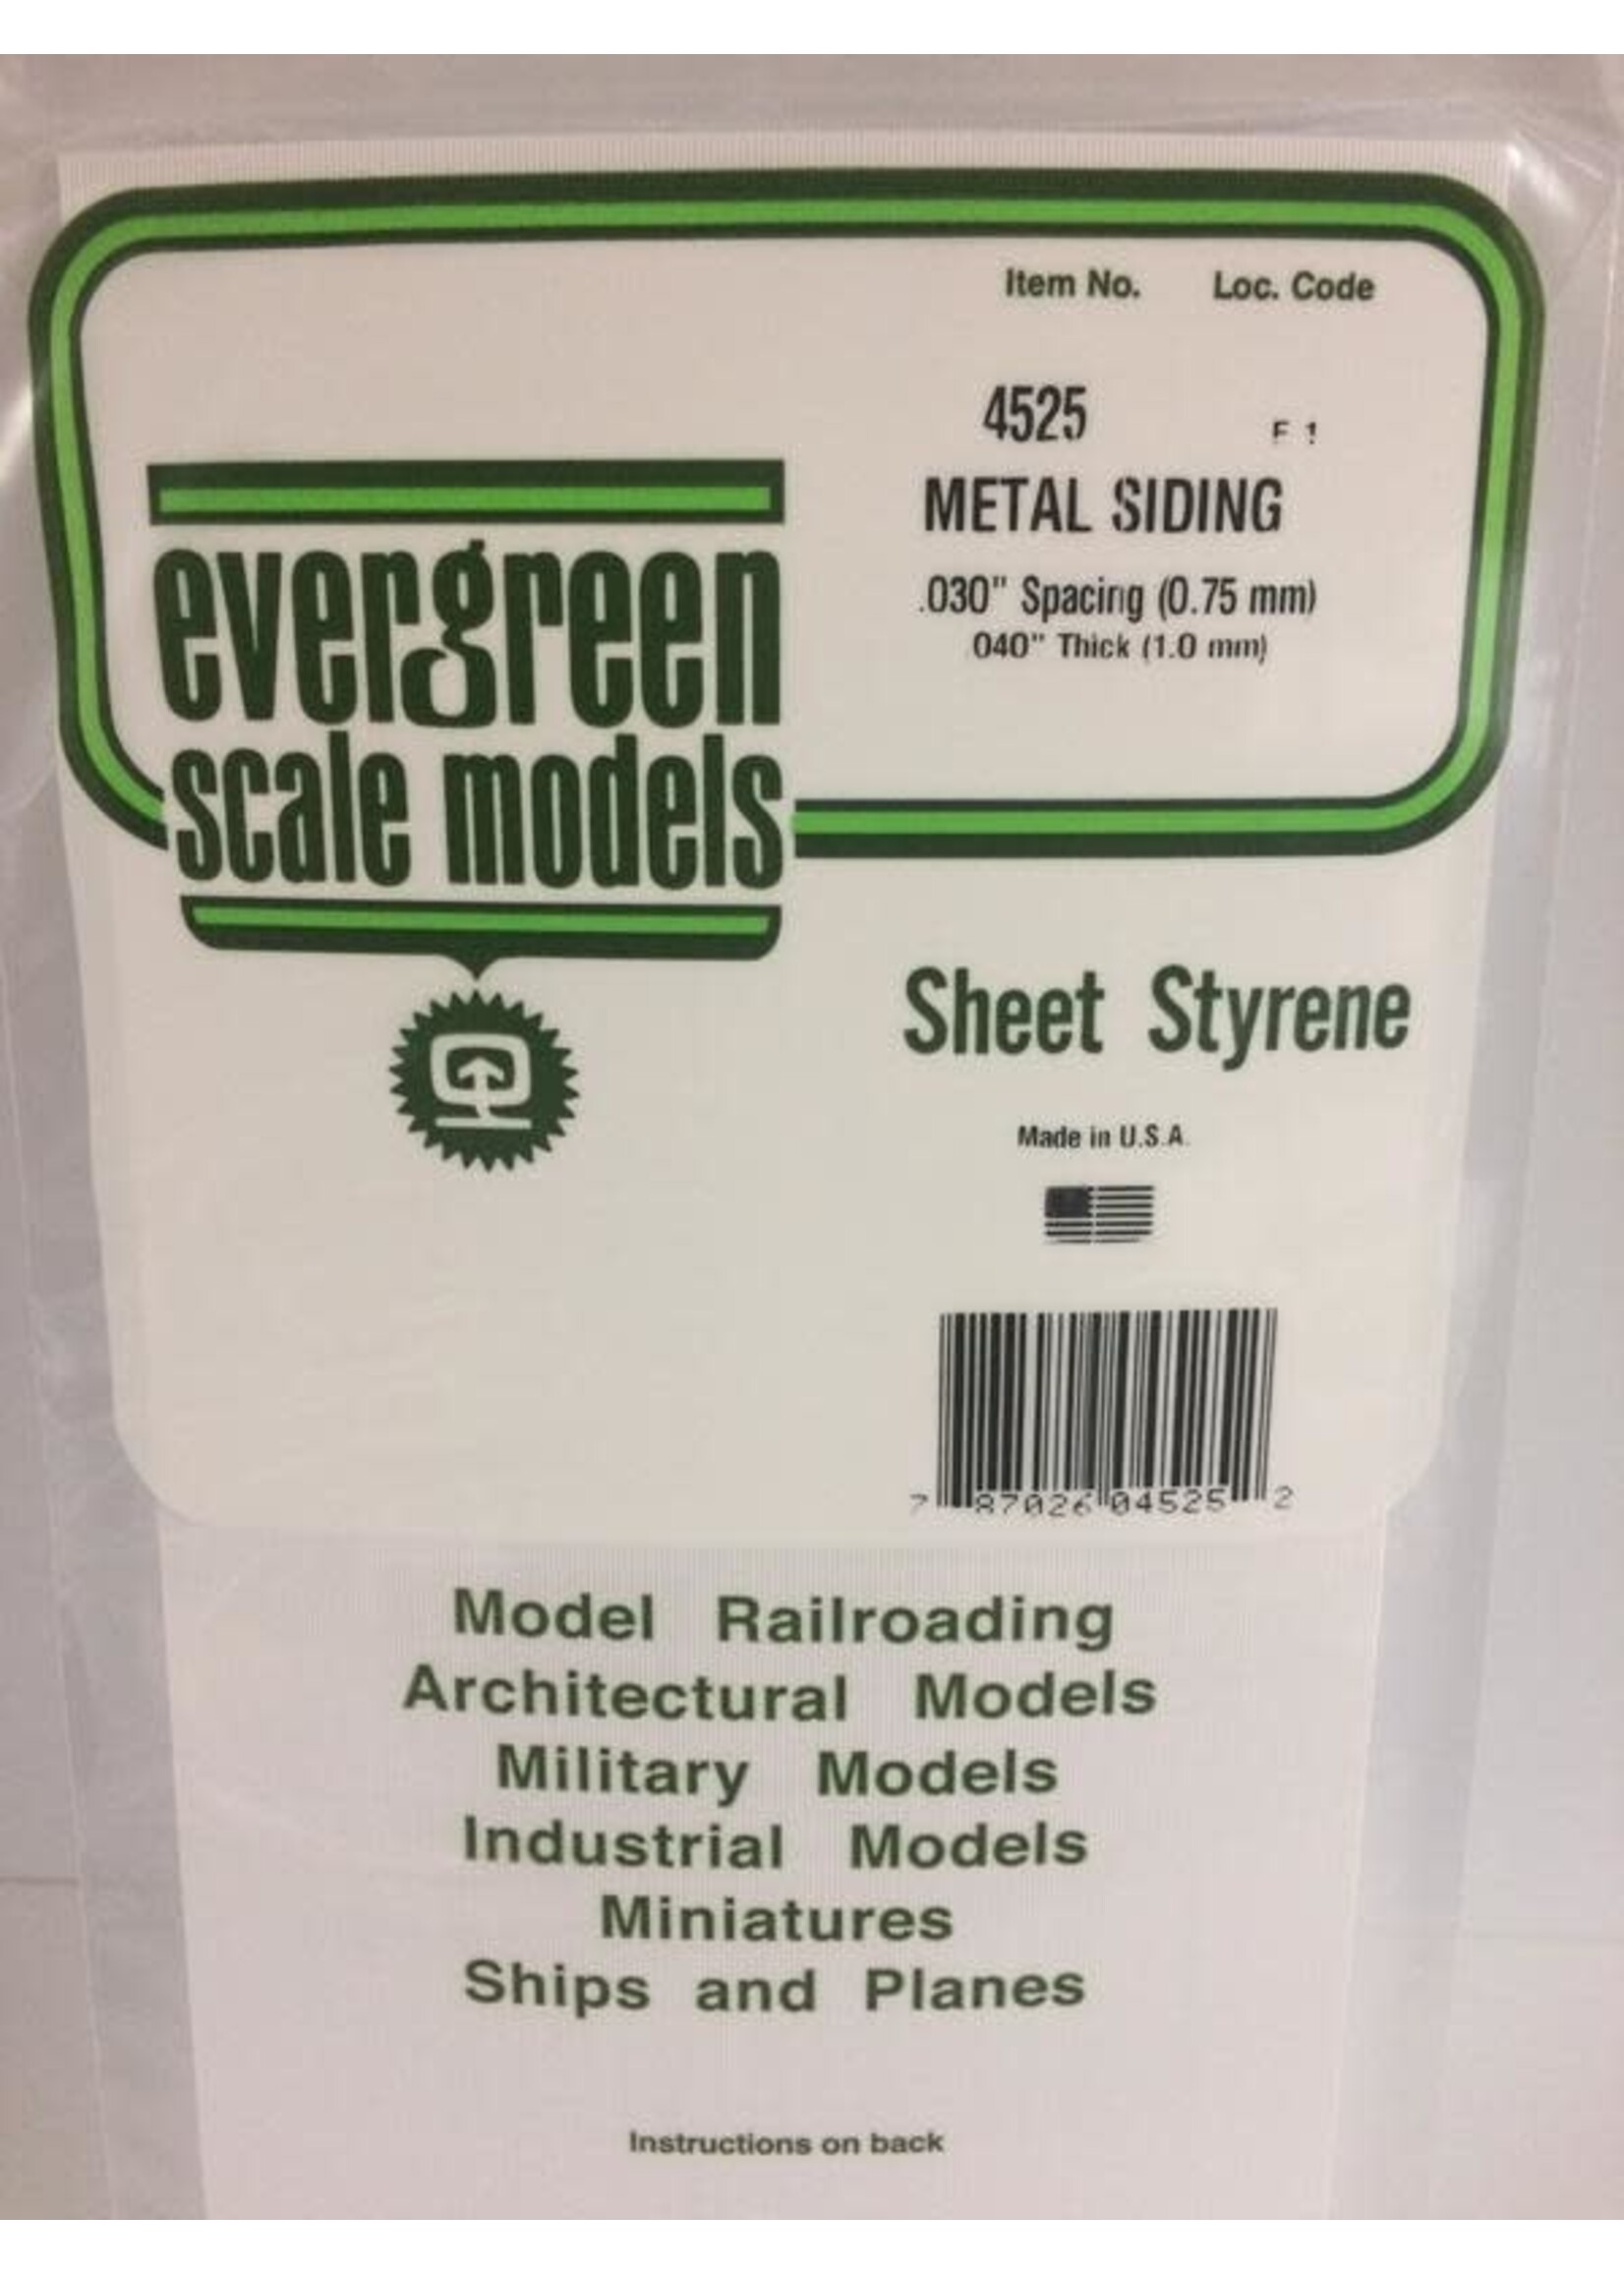 Item No. Loc. Code
4525 F 1
METAL SIDING
.030" Spacing (0.75 mm)
.040" Thick (1.0 mm)
evergreen
scale models
Sheet Styrene
Made in U.S.A.
7 87026 04525 2
Model Railroading
Architectural Models
Military Models
Industrial Models
Miniatures
Ships and Planes
Instructions on back